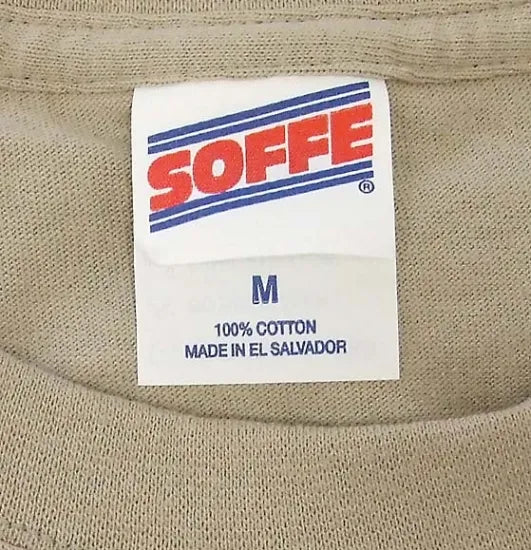 SOFFE®
M
100% COTTON
MADE IN EL SALVADOR